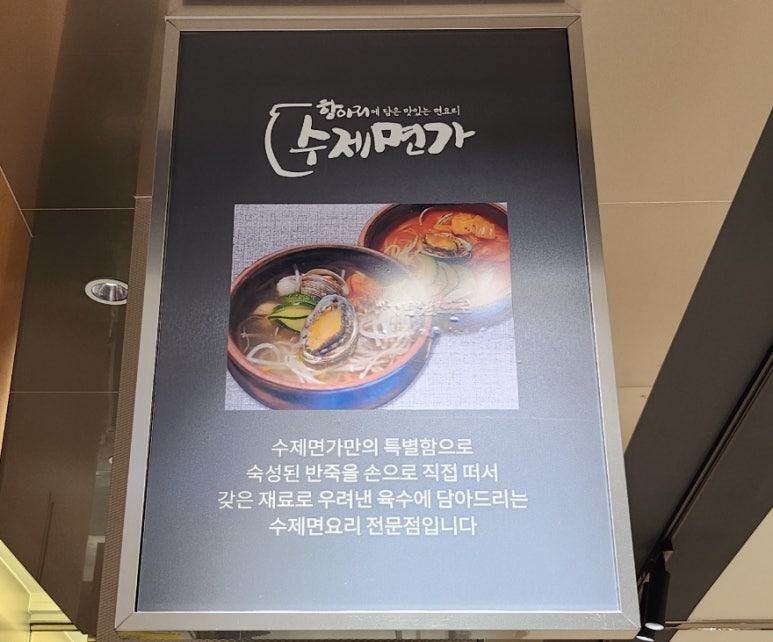 항아리에 담은 맛있는 면요리
수제면가
수제면가만의 특별함으로
숙성된 반죽을 손으로 직접 떠서
갖은 재료로 우려낸 육수에 담아드리는
수제면요리 전문점입니다